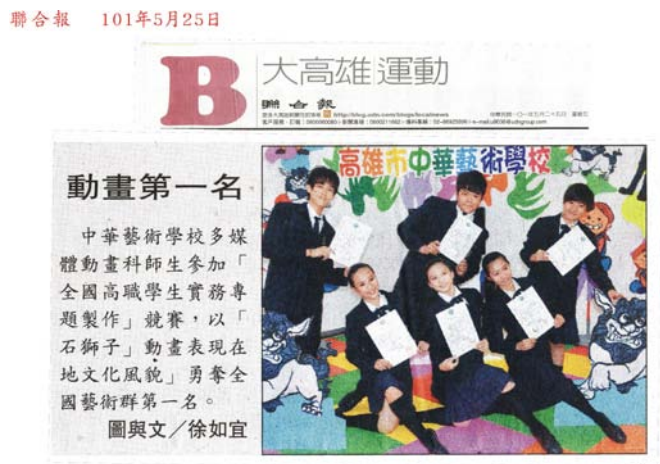 聯合報 101年5月25日
B 大高雄 運動
聯合報
動畫第一名
高雄市中華藝術學校
中華藝術學校多媒
體動畫科師生參加「
全國高職學生實務專
題製作」競賽，以「
石獅子」動畫表現在
地文化風貌」勇奪全
國藝術群第一名。
圖與文／徐如宜